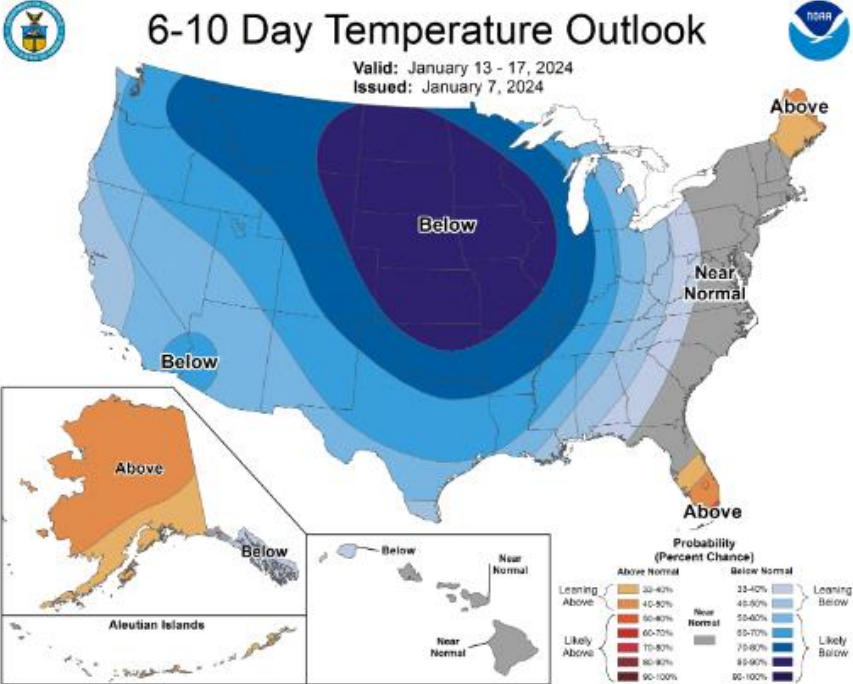 6-10 Day Temperature Outlook
NOAA
Valid: January 13 - 17, 2024
Issued: January 7, 2024
Above
Below
Near
Normal
Below
Above
Above
Below
Below
Near
Normal
Near
Normal
Aleutian Islands
Probability
(Percent Chance)
Above Normal
Below Normal
Leaning
Above
Likely
Above
33-40%
40-50%
50-60%
60-70%
70-80%
80-90%
90-100%
Near
Normal
33-40%
40-50%
50-60%
60-70%
70-80%
80-90%
90-100%
Leaning
Below
Likely
Below